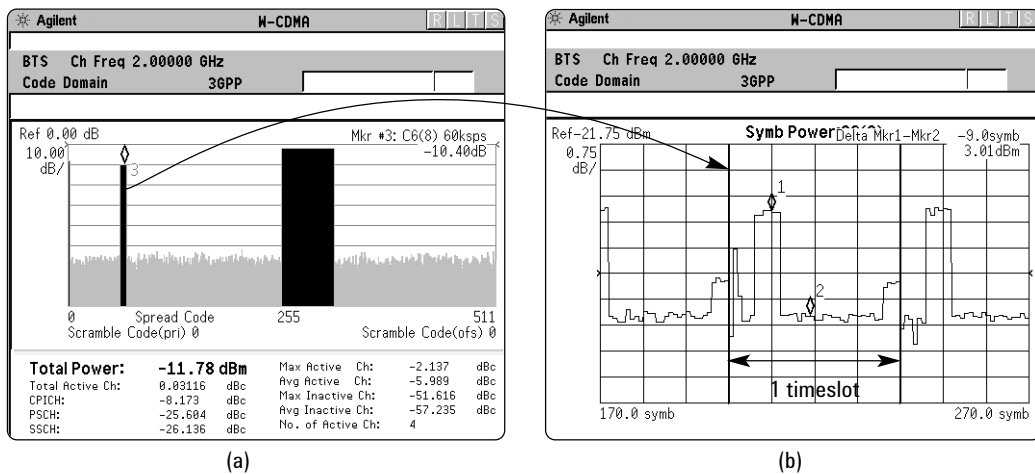 Agilent W-CDMA R L T S
BTS Ch Freq 2.00000 GHz
Code Domain 3GPP
Ref 0.00 dB Mkr #3: C6(8) 60ksps
10.00 -10.40dB
dB/
3
0 Spread Code 255 511
Scramble Code(pri) 0 Scramble Code(ofs) 0
Total Power: -11.78 dBm
Total Active Ch: 0.03116 dBc
CPICH: -8.173 dBc
PSCH: -25.604 dBc
SSCH: -26.136 dBc
Max Active Ch: -2.137 dBc
Avg Active Ch: -5.989 dBc
Max Inactive Ch: -51.616 dBc
Avg Inactive Ch: -57.235 dBc
No. of Active Ch: 4
(a)
Agilent W-CDMA R L T S
BTS Ch Freq 2.00000 GHz
Code Domain 3GPP
Ref-21.75 dBm Symb Power Delta Mkr1-Mkr2 -9.0symb
0.75 3.01dBm
dB/
1
2
1 timeslot
170.0 symb 270.0 symb
(b)